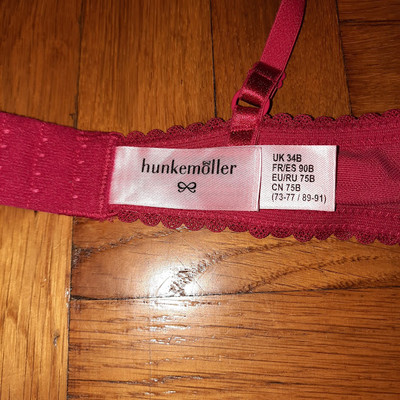 hunkemöller
UK 34B
FR/ES 90B
EU/RU 75B
CN 75B
(73-77 / 89-91)